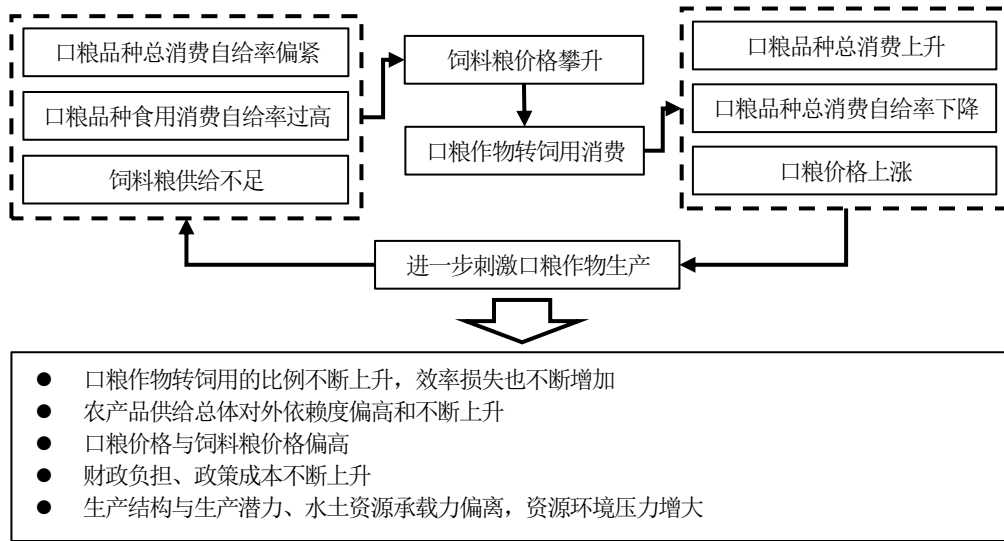 口粮品种总消费自给率偏紧
口粮品种食用消费自给率过高
饲料粮供给不足
饲料粮价格攀升
口粮作物转饲用消费
口粮品种总消费上升
口粮品种总消费自给率下降
口粮价格上涨
进一步刺激口粮作物生产
● 口粮作物转饲用的比例不断上升，效率损失也不断增加
● 农产品供给总体对外依赖度偏高和不断上升
● 口粮价格与饲料粮价格偏高
● 财政负担、政策成本不断上升
● 生产结构与生产潜力、水土资源承载力偏离，资源环境压力增大